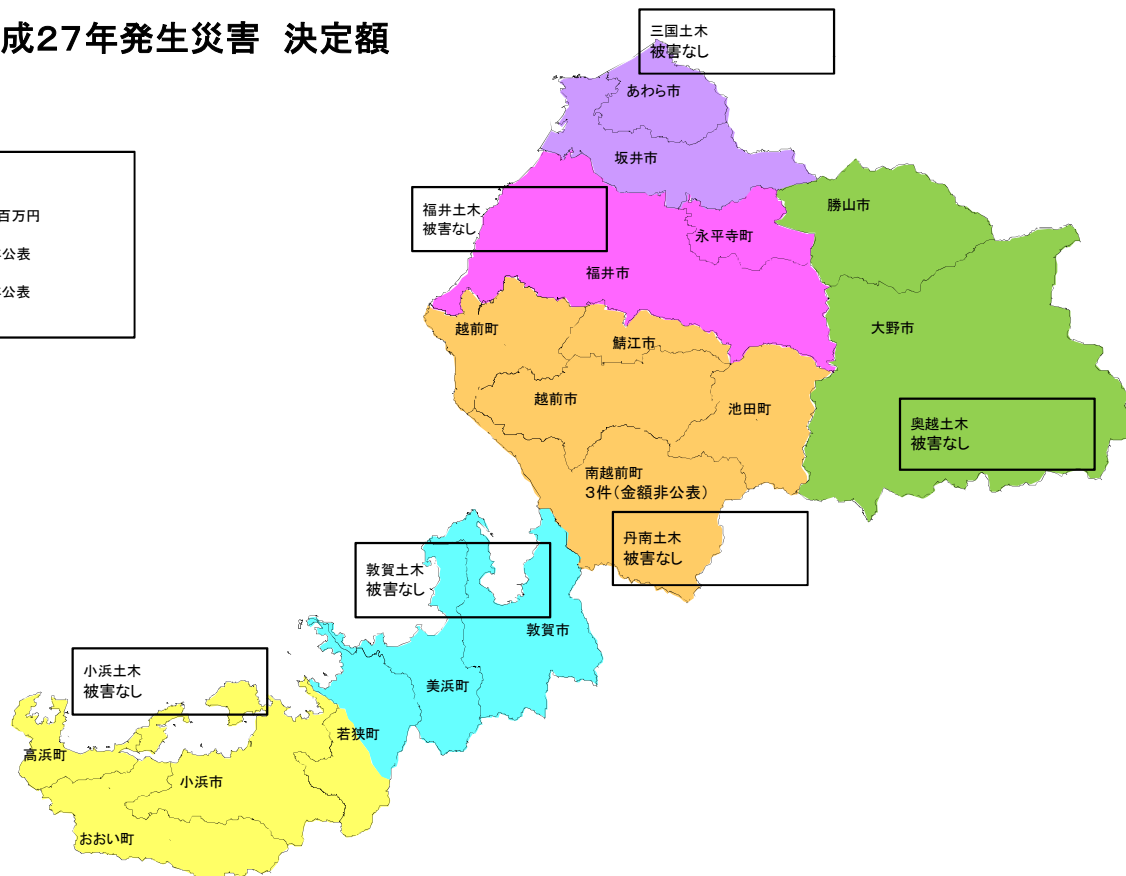 成27年発生災害 決定額
三国土木
被害なし
あわら市
坂井市
百万円
公表
公表
福井土木
被害なし
勝山市
永平寺町
福井市
大野市
越前町
鯖江市
越前市
池田町
奥越土木
被害なし
南越前町
3件(金額非公表)
丹南土木
被害なし
敦賀土木
被害なし
敦賀市
小浜土木
被害なし
美浜町
若狭町
高浜町
小浜市
おおい町